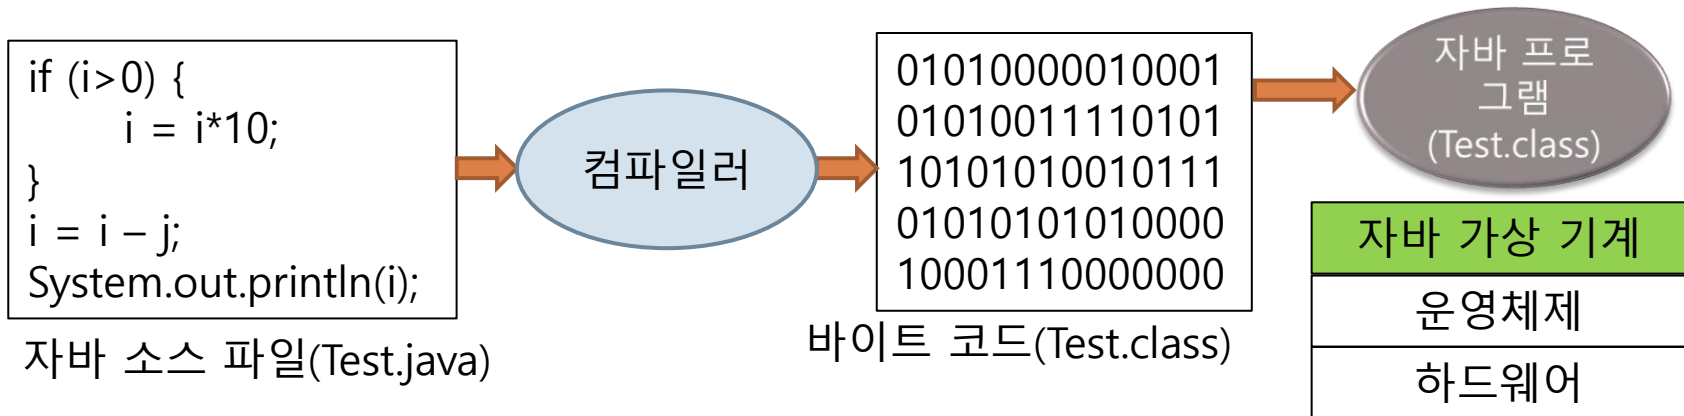 if (i>0) {
i = i*10;
}
i = i – j;
System.out.println(i);
자바 소스 파일(Test.java)
컴파일러
01010000010001
01010011110101
10101010010111
01010101010000
10001110000000
바이트 코드(Test.class)
자바 프로
그램
(Test.class)
자바 가상 기계
운영체제
하드웨어